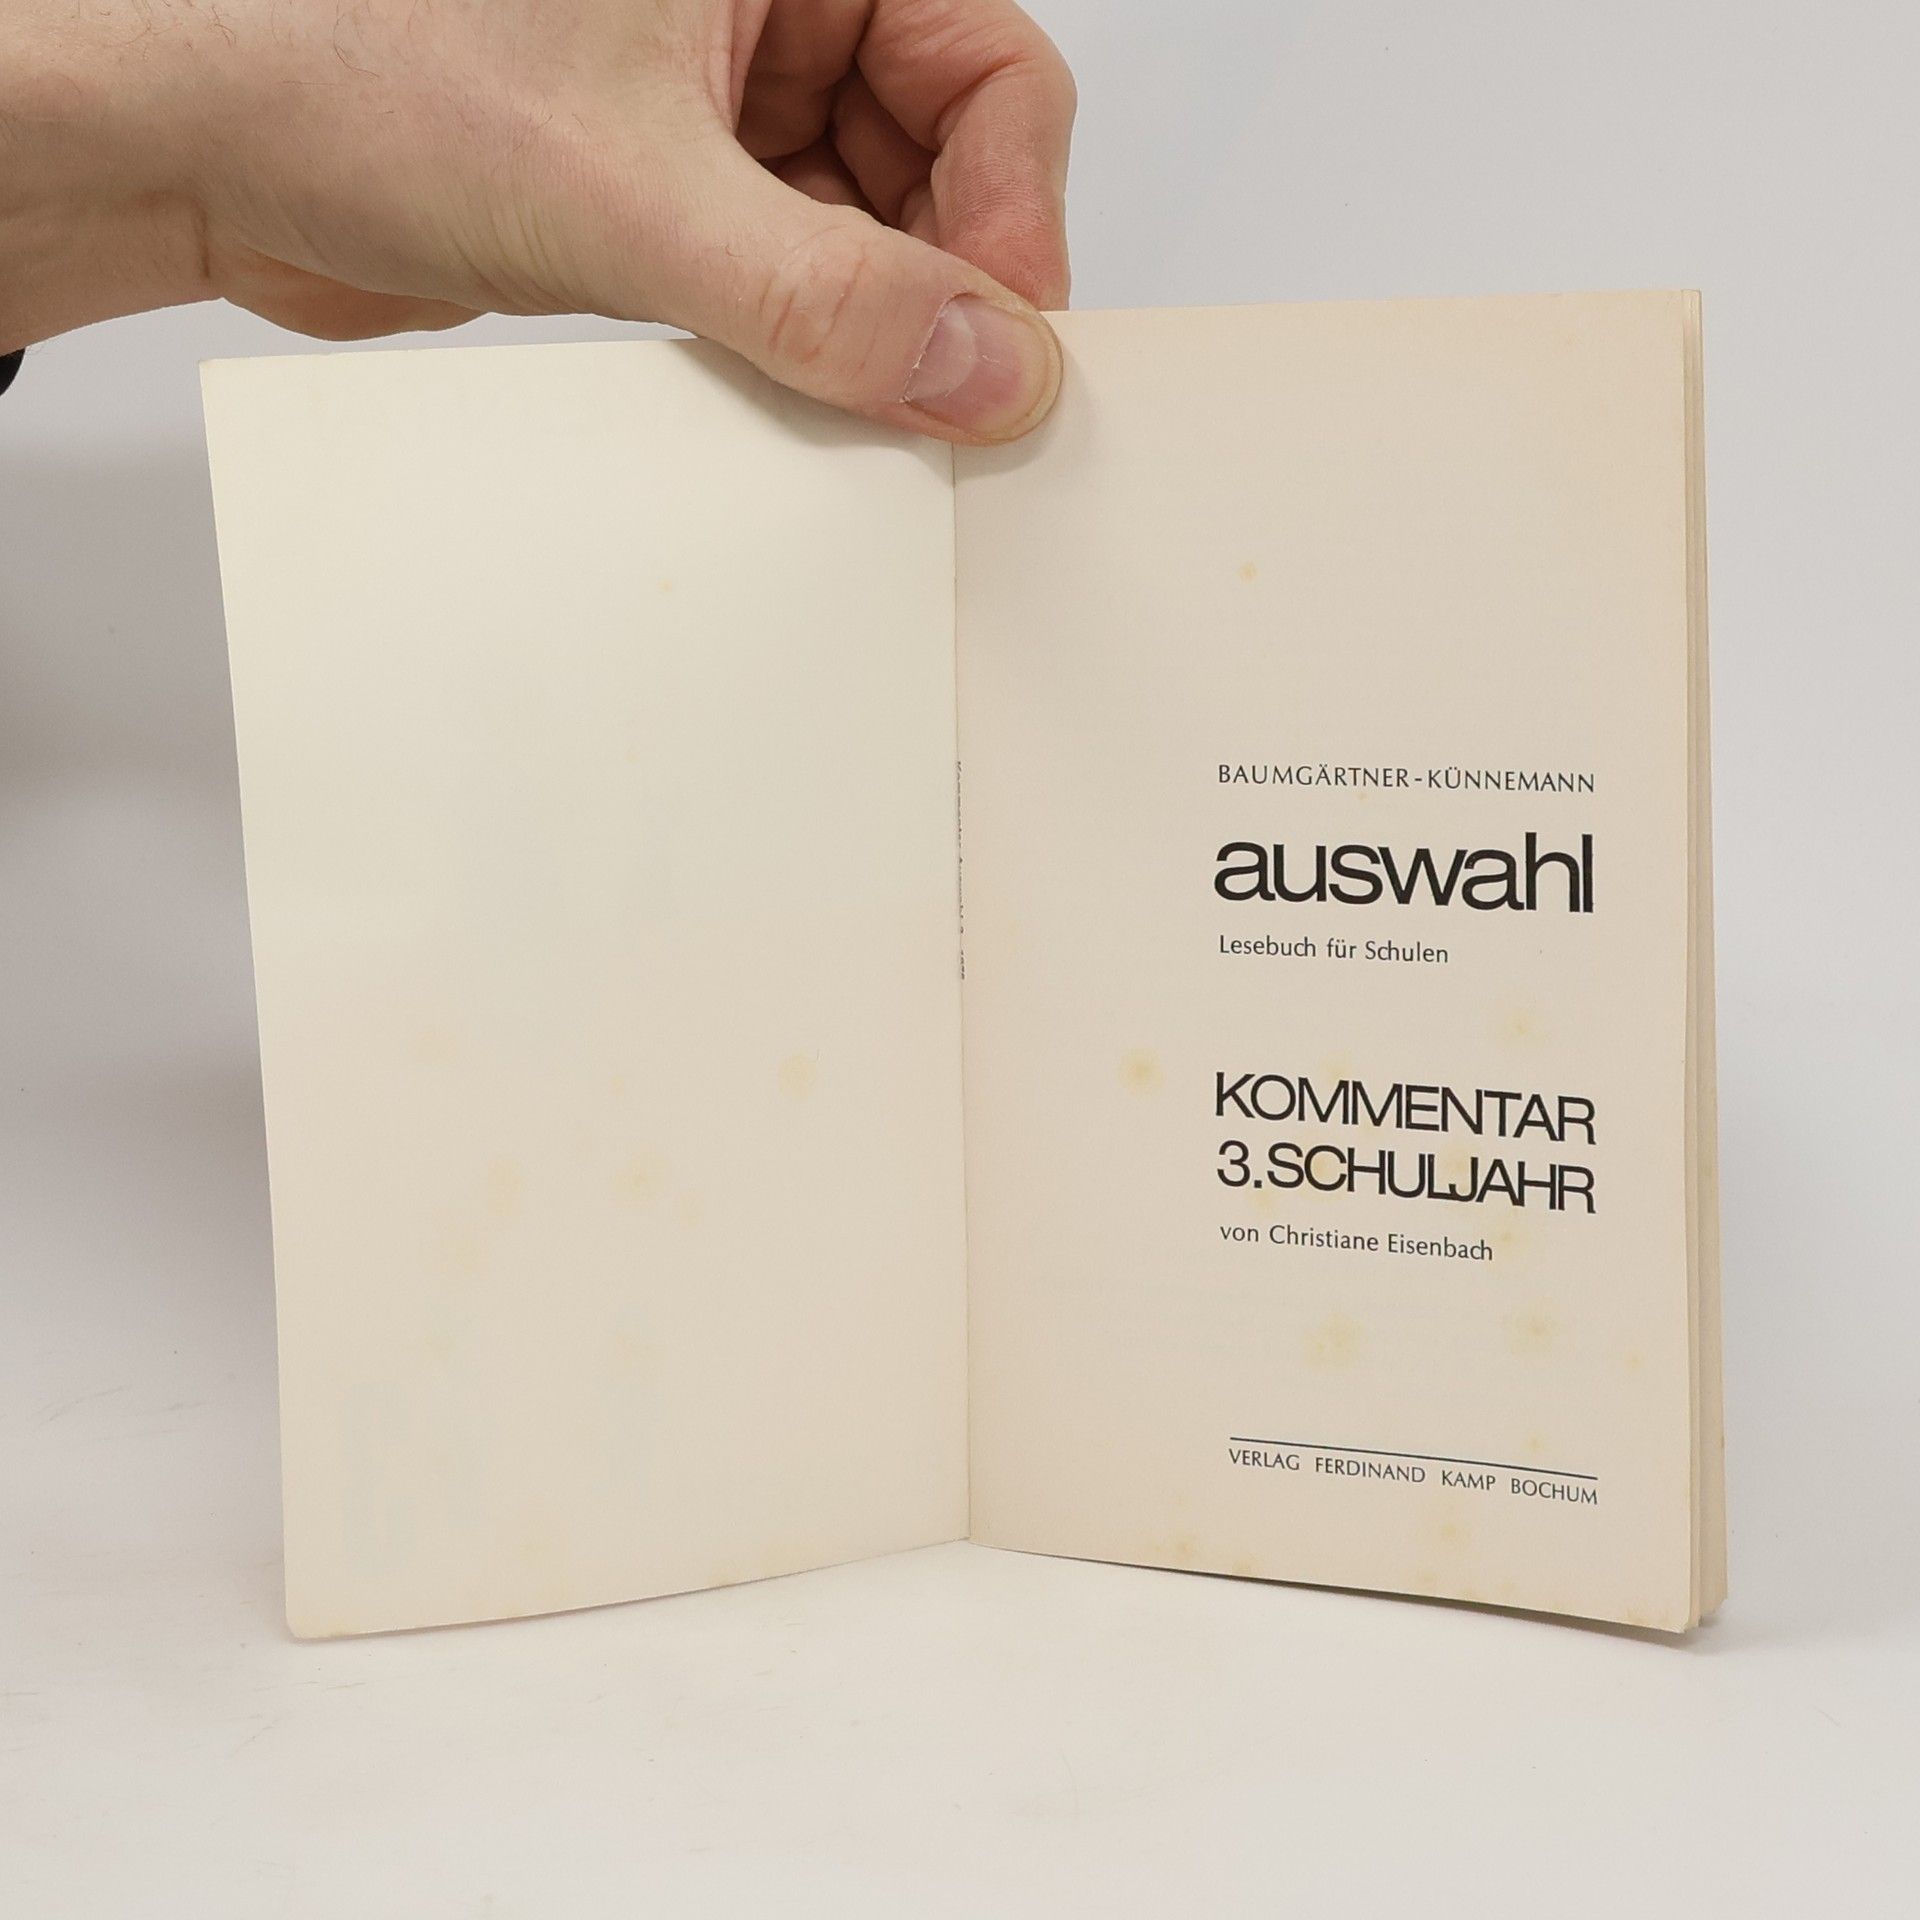 BAUMGÄRTNER-KÜNNEMANN
auswahl
Lesebuch für Schulen
KOMMENTAR
3. SCHULJAHR
von Christiane Eisenbach
VERLAG FERDINAND KAMP BOCHUM